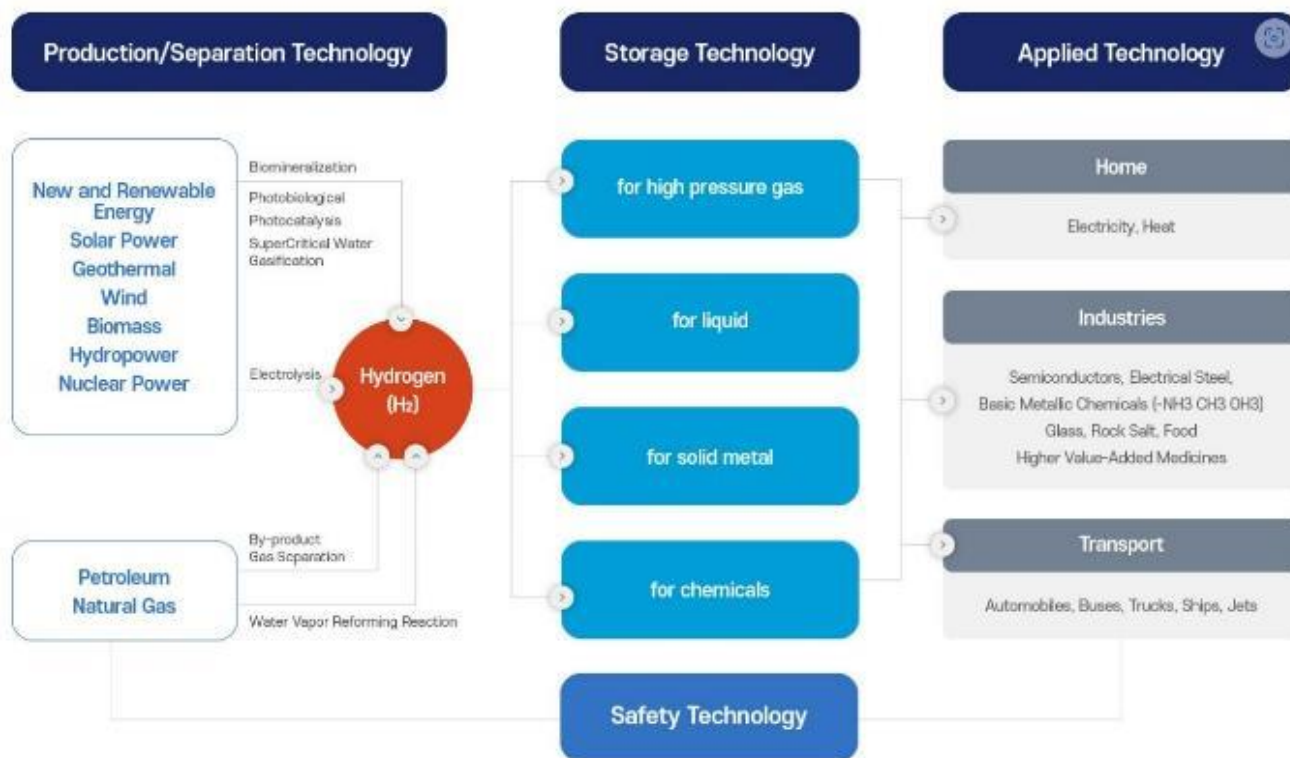 Production/Separation Technology
Storage Technology
Applied Technology
New and Renewable
Energy
Solar Power
Geothermal
Wind
Biomass
Hydropower
Nuclear Power
Biomineralization
Photobiological
Photocatalysis
SuperCritical Water
Gasification
Electrolysis
Hydrogen
(H₂)
Petroleum
Natural Gas
By-product
Gas Separation
Water Vapor Reforming Reaction
for high pressure gas
for liquid
for solid metal
for chemicals
Home
Electricity, Heat
Industries
Semiconductors, Electrical Steel,
Basic Metallic Chemicals (-NH3 CH3 OH3)
Glass, Rock Salt, Food
Higher Value-Added Medicines
Transport
Automobiles, Buses, Trucks, Ships, Jets
Safety Technology